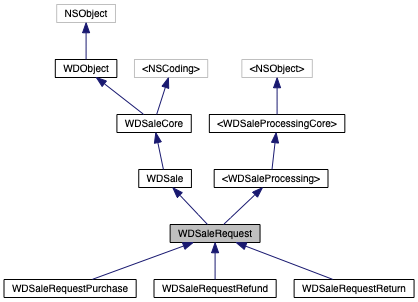 NSObject
WDObject
<NSCoding>
<NSObject>
WDSaleCore
<WDSaleProcessingCore>
WDSale
<WDSaleProcessing>
WDSaleRequest
WDSaleRequestPurchase
WDSaleRequestRefund
WDSaleRequestReturn